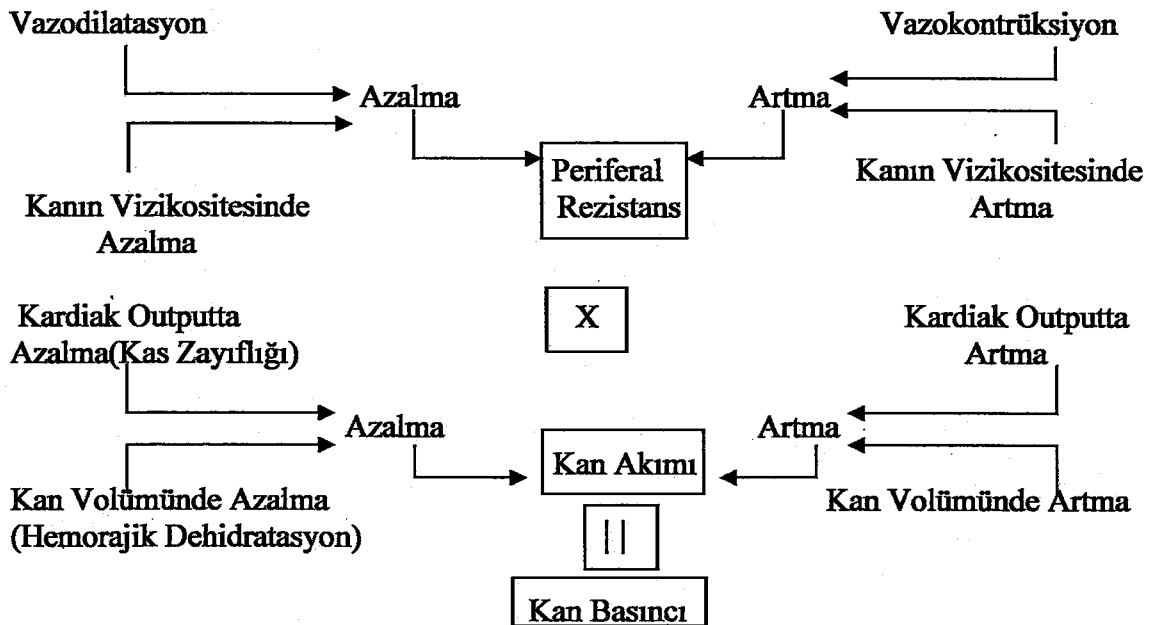 Vazodilatasyon
Vazokontrüksiyon
Azalma
Artma
Periferal
Rezistans
Kanın Vizikositesinde
Azalma
Kanın Vizikositesinde
Artma
X
Kardiak Outputta
Azalma(Kas Zayıflığı)
Kardiak Outputta
Artma
Azalma
Artma
Kan Akımı
Kan Volümünde Azalma
(Hemorajik Dehidratasyon)
Kan Volümünde Artma
||
Kan Basıncı